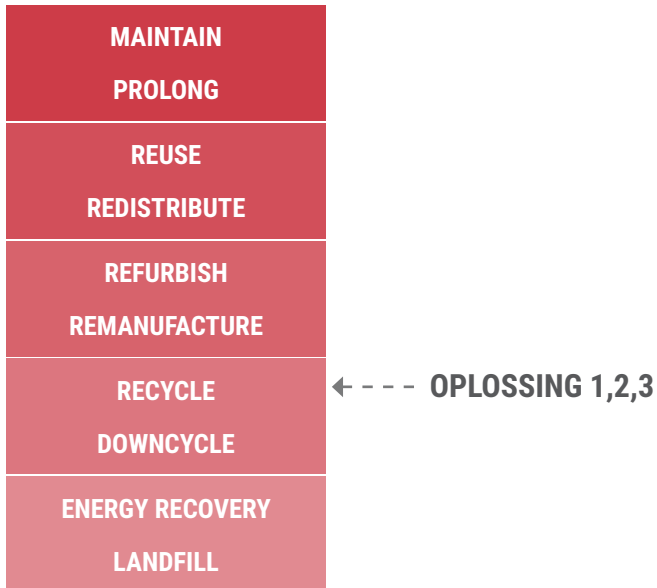 MAINTAIN
PROLONG
REUSE
REDISTRIBUTE
REFURBISH
REMANUFACTURE
RECYCLE
OPLOSSING 1,2,3
DOWNCYCLE
ENERGY RECOVERY
LANDFILL